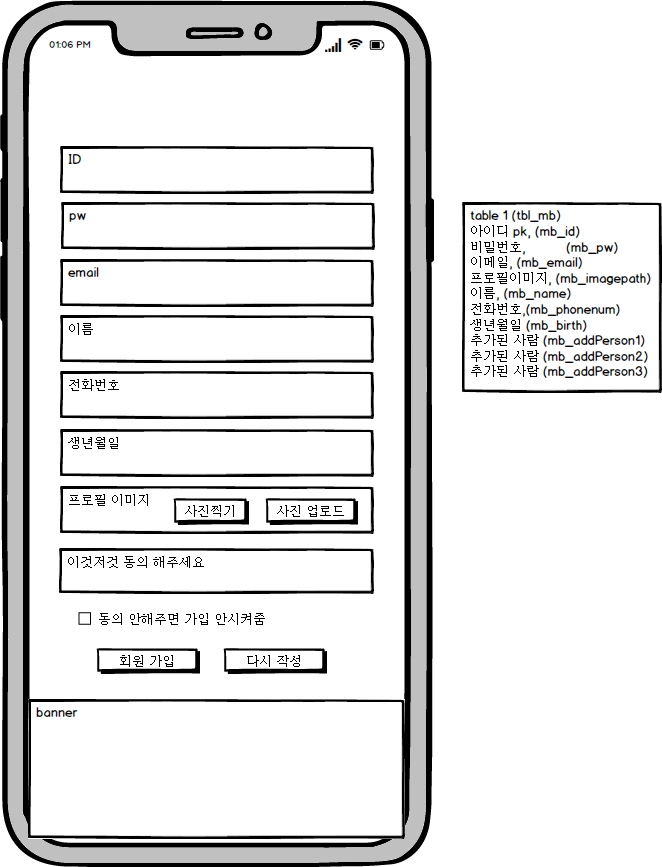 01:06 PM
ID
pw
email
이름
전화번호
생년월일
프로필 이미지
사진찍기
사진 업로드
이것저것 동의 해주세요
동의 안해주면 가입 안시켜줌
회원 가입
다시 작성
banner
table 1 (tbl_mb)
아이디 pk, (mb_id)
비밀번호, (mb_pw)
이메일, (mb_email)
프로필이미지, (mb_imagepath)
이름, (mb_name)
전화번호,(mb_phonenum)
생년월일 (mb_birth)
추가된 사람 (mb_addPerson1)
추가된 사람 (mb_addPerson2)
추가된 사람 (mb_addPerson3)